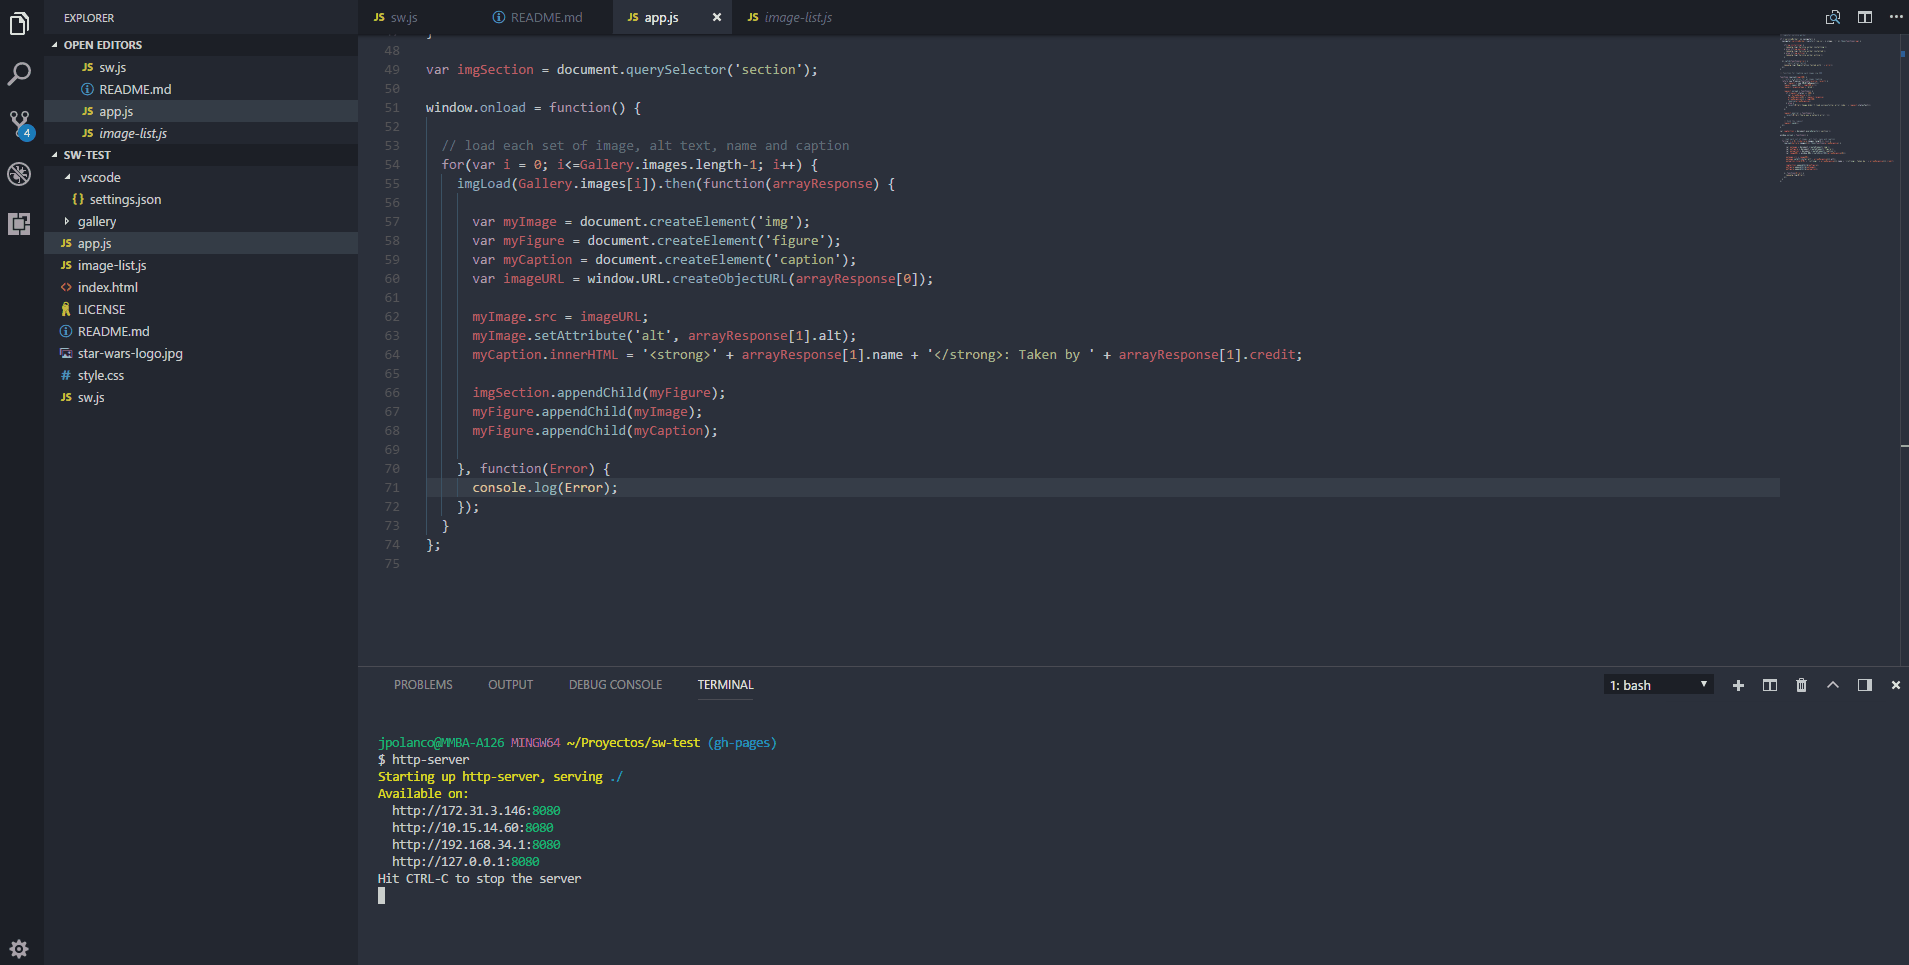 EXPLORER
OPEN EDITORS
JS sw.js
README.md
JS app.js
JS image-list.js
4
SW-TEST
.vscode
{} settings.json
gallery
JS app.js
JS image-list.js
<> index.html
LICENSE
README.md
star-wars-logo.jpg
# style.css
JS sw.js
JS sw.js
README.md
JS app.js
JS image-list.js
48
49 var imgSection = document.querySelector('section');
50
51 window.onload = function() {
52
53 // load each set of image, alt text, name and caption
54 for(var i = 0; i<=Gallery.images.length-1; i++) {
55 imgLoad(Gallery.images[i]).then(function(arrayResponse) {
56
57 var myImage = document.createElement('img');
58 var myFigure = document.createElement('figure');
59 var myCaption = document.createElement('caption');
60 var imageURL = window.URL.createObjectURL(arrayResponse[0]);
61
62 myImage.src = imageURL;
63 myImage.setAttribute('alt', arrayResponse[1].alt);
64 myCaption.innerHTML = '<strong>' + arrayResponse[1].name + '</strong>: Taken by ' + arrayResponse[1].credit;
65
66 imgSection.appendChild(myFigure);
67 myFigure.appendChild(myImage);
68 myFigure.appendChild(myCaption);
69
70 }, function(Error) {
71 console.log(Error);
72 });
73 }
74 };
75
PROBLEMS OUTPUT DEBUG CONSOLE TERMINAL
1: bash
jpolanco@MMBA-A126 MINGW64 ~/Proyectos/sw-test (gh-pages)
$ http-server
Starting up http-server, serving ./
Available on:
http://172.31.3.146:8080
http://10.15.14.60:8080
http://192.168.34.1:8080
http://127.0.0.1:8080
Hit CTRL-C to stop the server